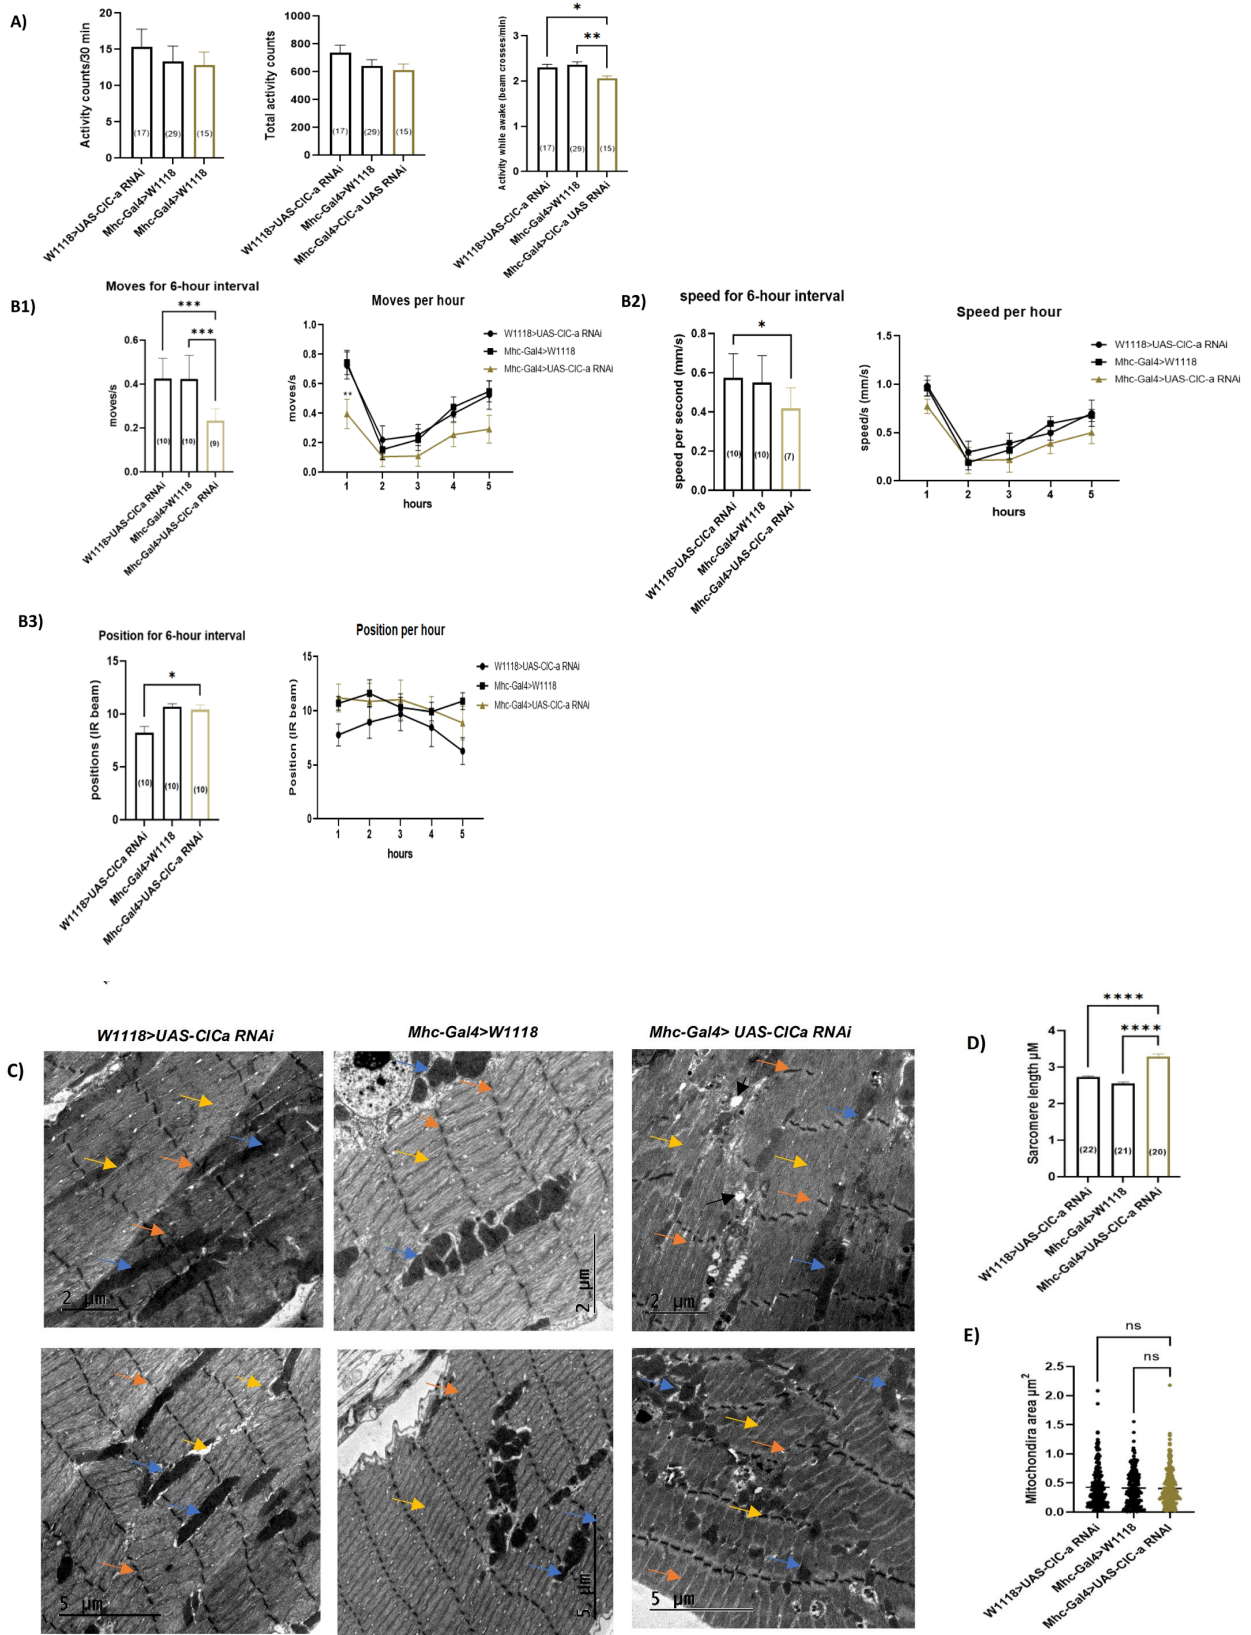 A)
Activity counts/30 min
20
15
10
5
0
(17)
(29)
(15)
W1118>UAS-ClC-a RNAi
Mhc-Gal4>W1118
Mhc-Gal4>W1118
Total activity counts
1000
800
600
400
200
0
(17)
(29)
(15)
W1118>UAS-ClC-a RNAi
Mhc-Gal4>W1118
Mhc-Gal4>ClC-a UAS RNAi
Activity while awake (beam crosses/min)
3
2
1
0
*
**
(17)
(29)
(15)
W1118>UAS-ClC-a RNAi
Mhc-Gal4>W1118
Mhc-Gal4>ClC-a UAS RNAi
B1)
Moves for 6-hour interval
***
***
moves/s
0.6
0.4
0.2
0.0
(10)
(10)
(9)
W1118>UAS-ClCa RNAi
Mhc-Gal4>W1118
Mhc-Gal4>UAS-ClC-a RNAi
Moves per hour
moves/s
1.0
0.8
0.6
0.4
0.2
0.0
**
1 2 3 4 5
hours
W1118>UAS-ClC-a RNAi
Mhc-Gal4>W1118
Mhc-Gal4>UAS-ClC-a RNAi
B2)
speed for 6-hour interval
*
speed per second (mm/s)
0.8
0.6
0.4
0.2
0.0
(10)
(10)
(7)
W1118>UAS-ClCa RNAi
Mhc-Gal4>W1118
Mhc-Gal4>UAS-ClC-a RNAi
Speed per hour
speed/s (mm/s)
1.5
1.0
0.5
0.0
1 2 3 4 5
hours
W1118>UAS-ClC-a RNAi
Mhc-Gal4>W1118
Mhc-Gal4>UAS-ClC-a RNAi
B3)
Position for 6-hour interval
*
positions (IR beam)
15
10
5
0
(10)
(10)
(10)
W1118>UAS-ClCa RNAi
Mhc-Gal4>W1118
Mhc-Gal4>UAS-ClC-a RNAi
Position per hour
Position (IR beam)
15
10
5
0
1 2 3 4 5
hours
W1118>UAS-ClC-a RNAi
Mhc-Gal4>W1118
Mhc-Gal4>UAS-ClC-a RNAi
C)
W1118>UAS-ClCa RNAi
Mhc-Gal4>W1118
Mhc-Gal4> UAS-ClCa RNAi
2 µm
2 µm
2 µm
5 µm
5 µm
5 µm
D)
****
****
Sarcomere length µM
4
3
2
1
0
(22)
(21)
(20)
W1118>UAS-ClC-a RNAi
Mhc-Gal4>W1118
Mhc-Gal4>UAS-ClC-a RNAi
E)
ns
ns
Mitochondira area µm²
2.5
2.0
1.5
1.0
0.5
0.0
W1118>UAS-ClC-a RNAi
Mhc-Gal4>W1118
Mhc-Gal4>UAS-ClC-a RNAi